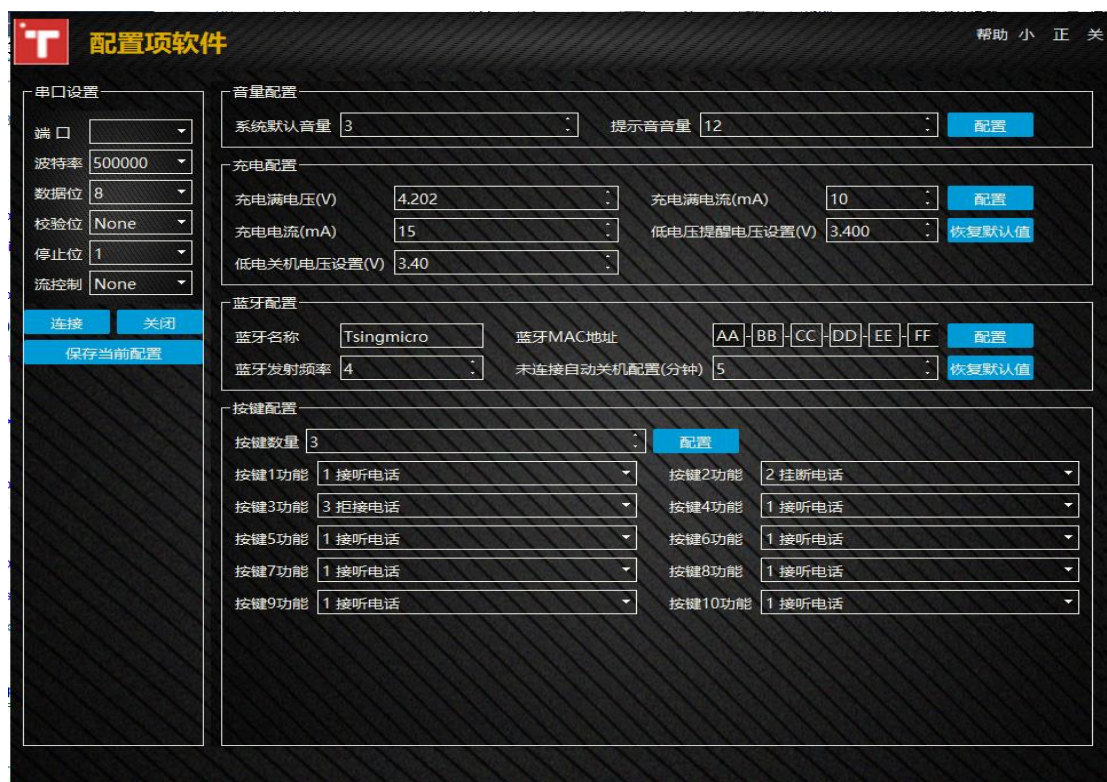 T 配置项软件
帮助 小 正 关
串口设置
端口
波特率 500000
数据位 8
校验位 None
停止位 1
流控制 None
连接 关闭
保存当前配置
音量配置
系统默认音量 3 提示音音量 12 配置
充电配置
充电满电压(V) 4.202 充电满电流(mA) 10 配置
充电电流(mA) 15 低电压提醒电压设置(V) 3.400 恢复默认值
低电关机电压设置(V) 3.40
蓝牙配置
蓝牙名称 Tsingmicro 蓝牙MAC地址 AA-BB-CC-DD-EE-FF 配置
蓝牙发射频率 4 未连接自动关机配置(分钟) 5 恢复默认值
按键配置
按键数量 3 配置
按键1功能 1 接听电话 按键2功能 2 挂断电话
按键3功能 3 拒接电话 按键4功能 1 接听电话
按键5功能 1 接听电话 按键6功能 1 接听电话
按键7功能 1 接听电话 按键8功能 1 接听电话
按键9功能 1 接听电话 按键10功能 1 接听电话